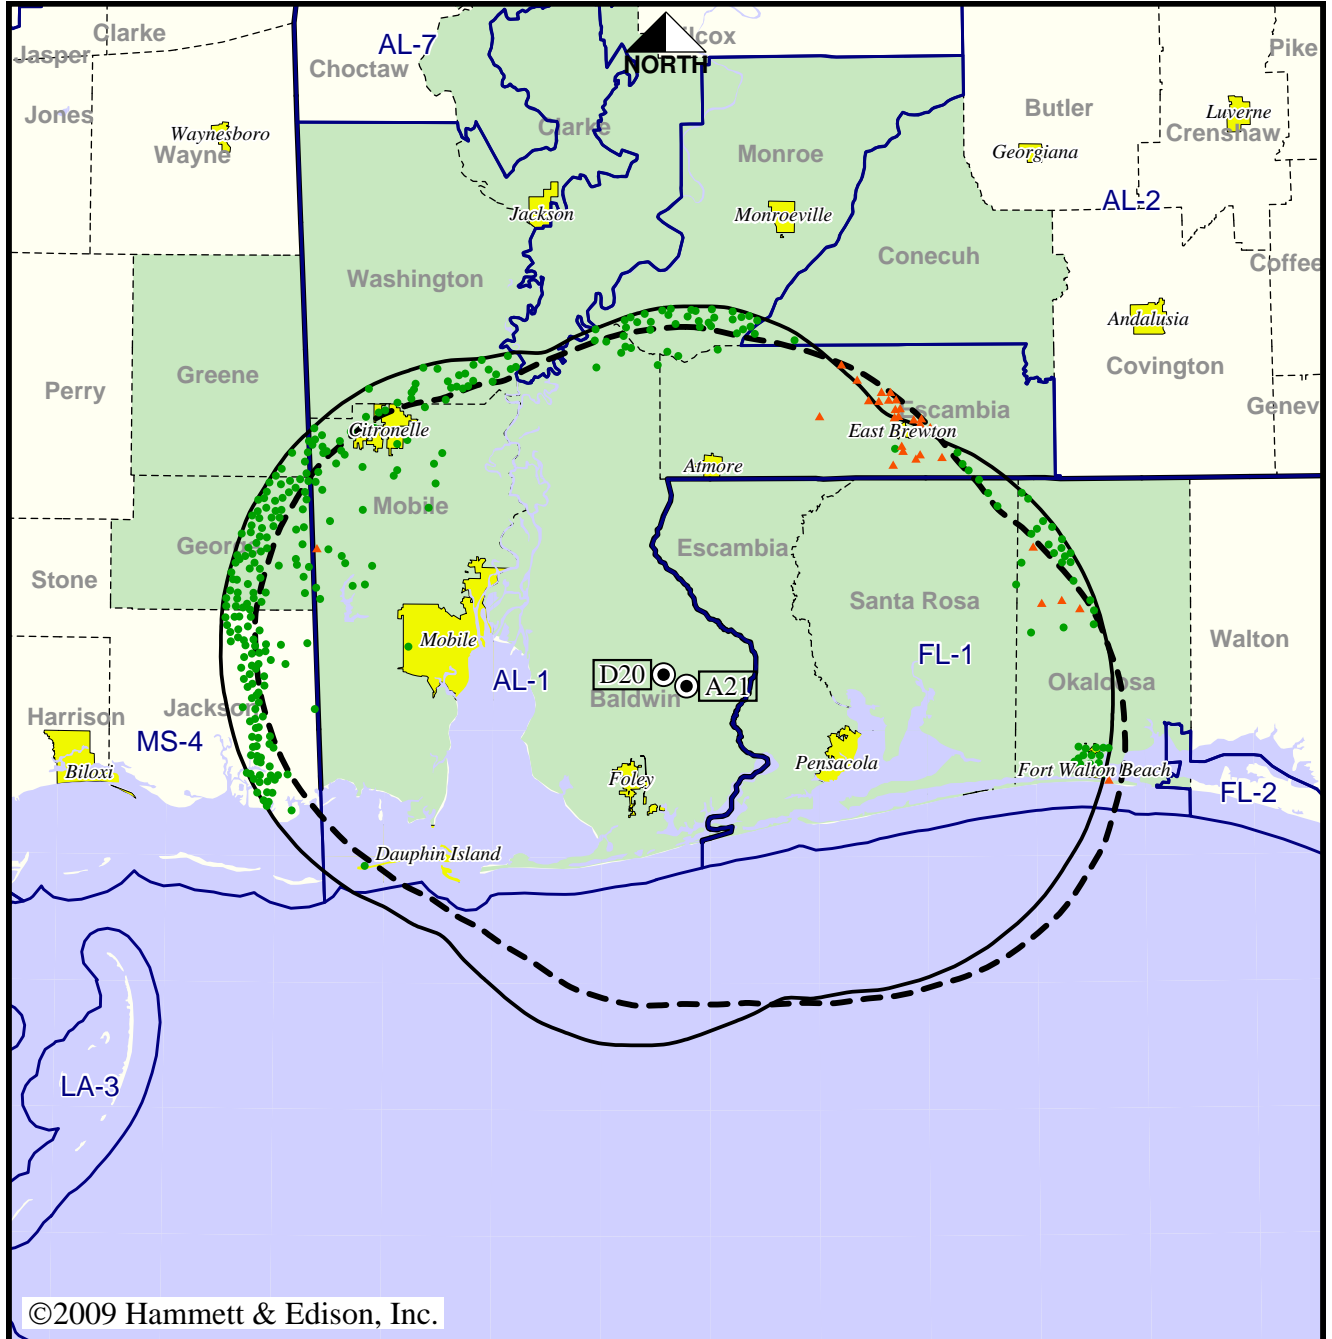 Clarke
AL-7
NORTH
Jasper
Choctaw
Pike
Jones
Butler
Luverne
Clarke
Crenshaw
Waynesboro
Wayne
Monroe
Georgiana
AL-2
Jackson
Monroeville
Conecuh
Coffee
Washington
Andalusia
Covington
Greene
Perry
Escambia
Citronelle
East Brewton
Atmore
Mobile
Escambia
Stone
Santa Rosa
Mobile
Walton
FL-1
D20
A21
AL-1
Okaloosa
Baldwin
Harrison
MS-4
Pensacola
Biloxi
Foley
Fort Walton Beach
FL-2
Dauphin Island
LA-3
©2009 Hammett & Edison, Inc.